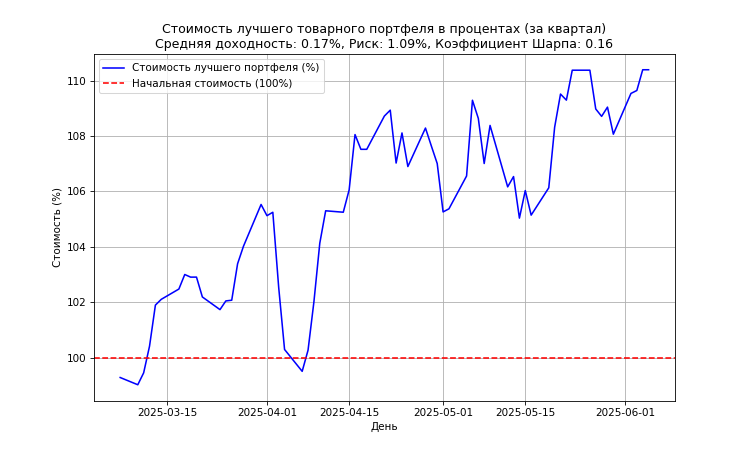 Стоимость лучшего товарного портфеля в процентах (за квартал)
Средняя доходность: 0.17%, Риск: 1.09%, Коэффициент Шарпа: 0.16
Стоимость лучшего портфеля (%)
Начальная стоимость (100%)
Стоимость (%)
110
108
106
104
102
100
2025-03-15
2025-04-01
2025-04-15
2025-05-01
2025-05-15
2025-06-01
День